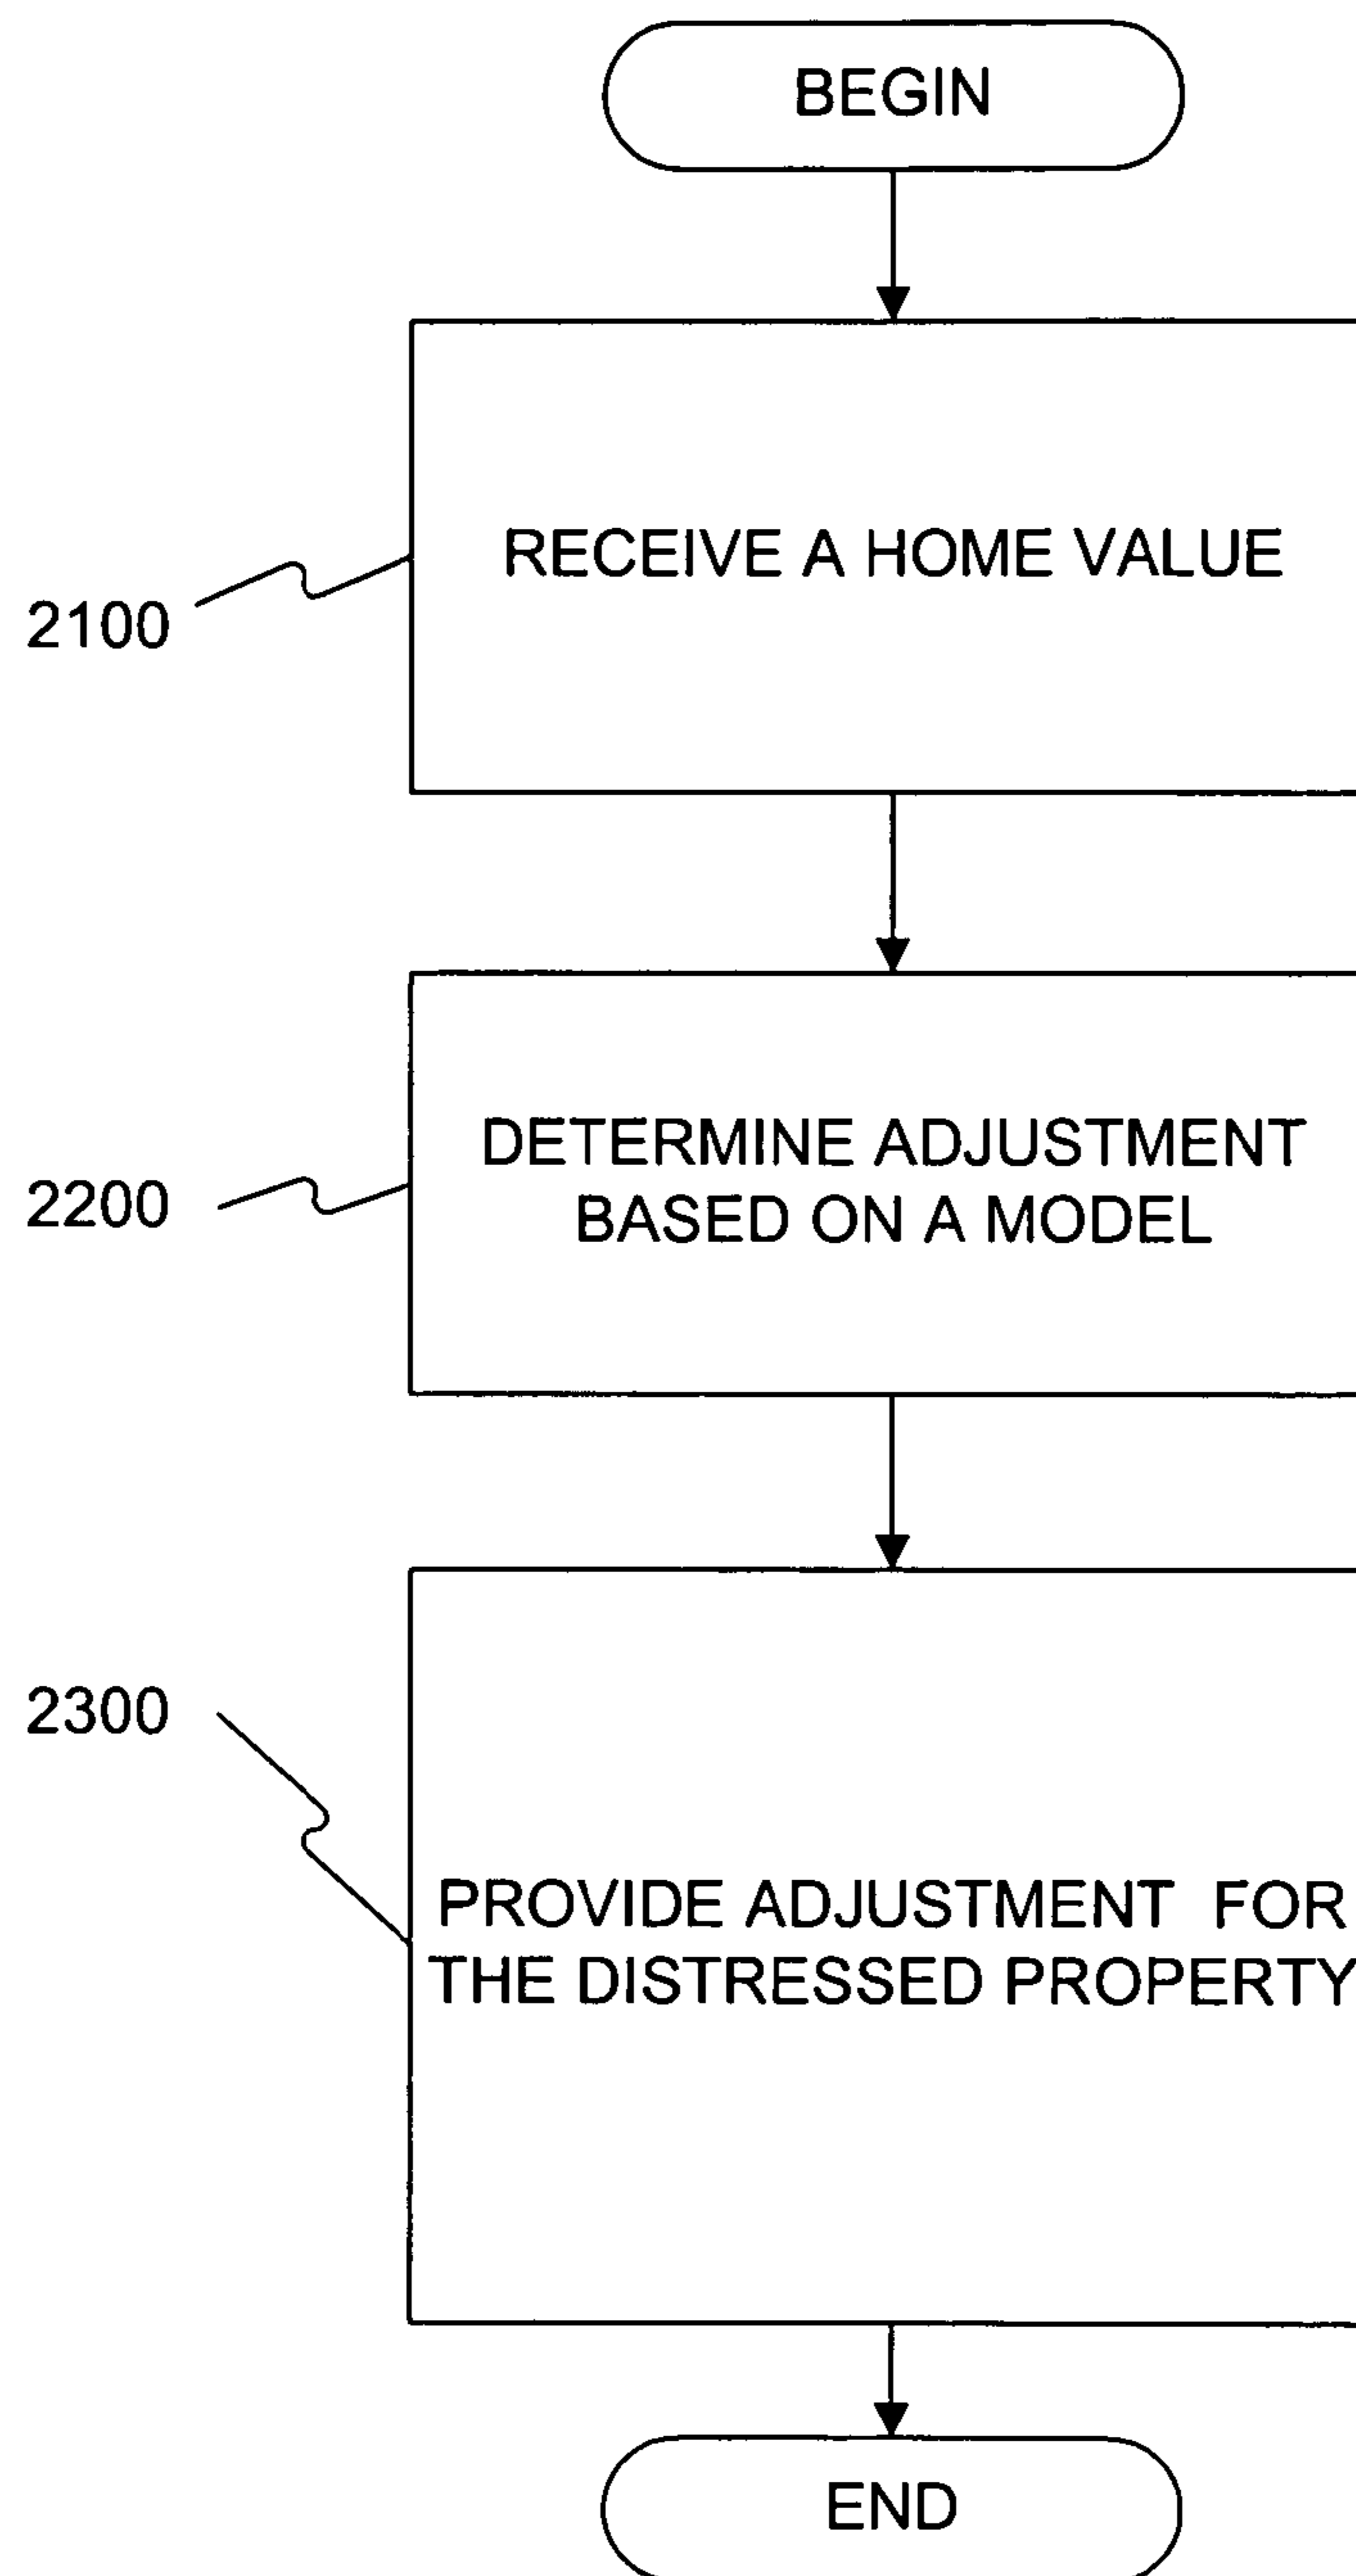 BEGIN
RECEIVE A HOME VALUE
2100
DETERMINE ADJUSTMENT
BASED ON A MODEL
2200
2300
PROVIDE ADJUSTMENT FOR
THE DISTRESSED PROPERTY
END